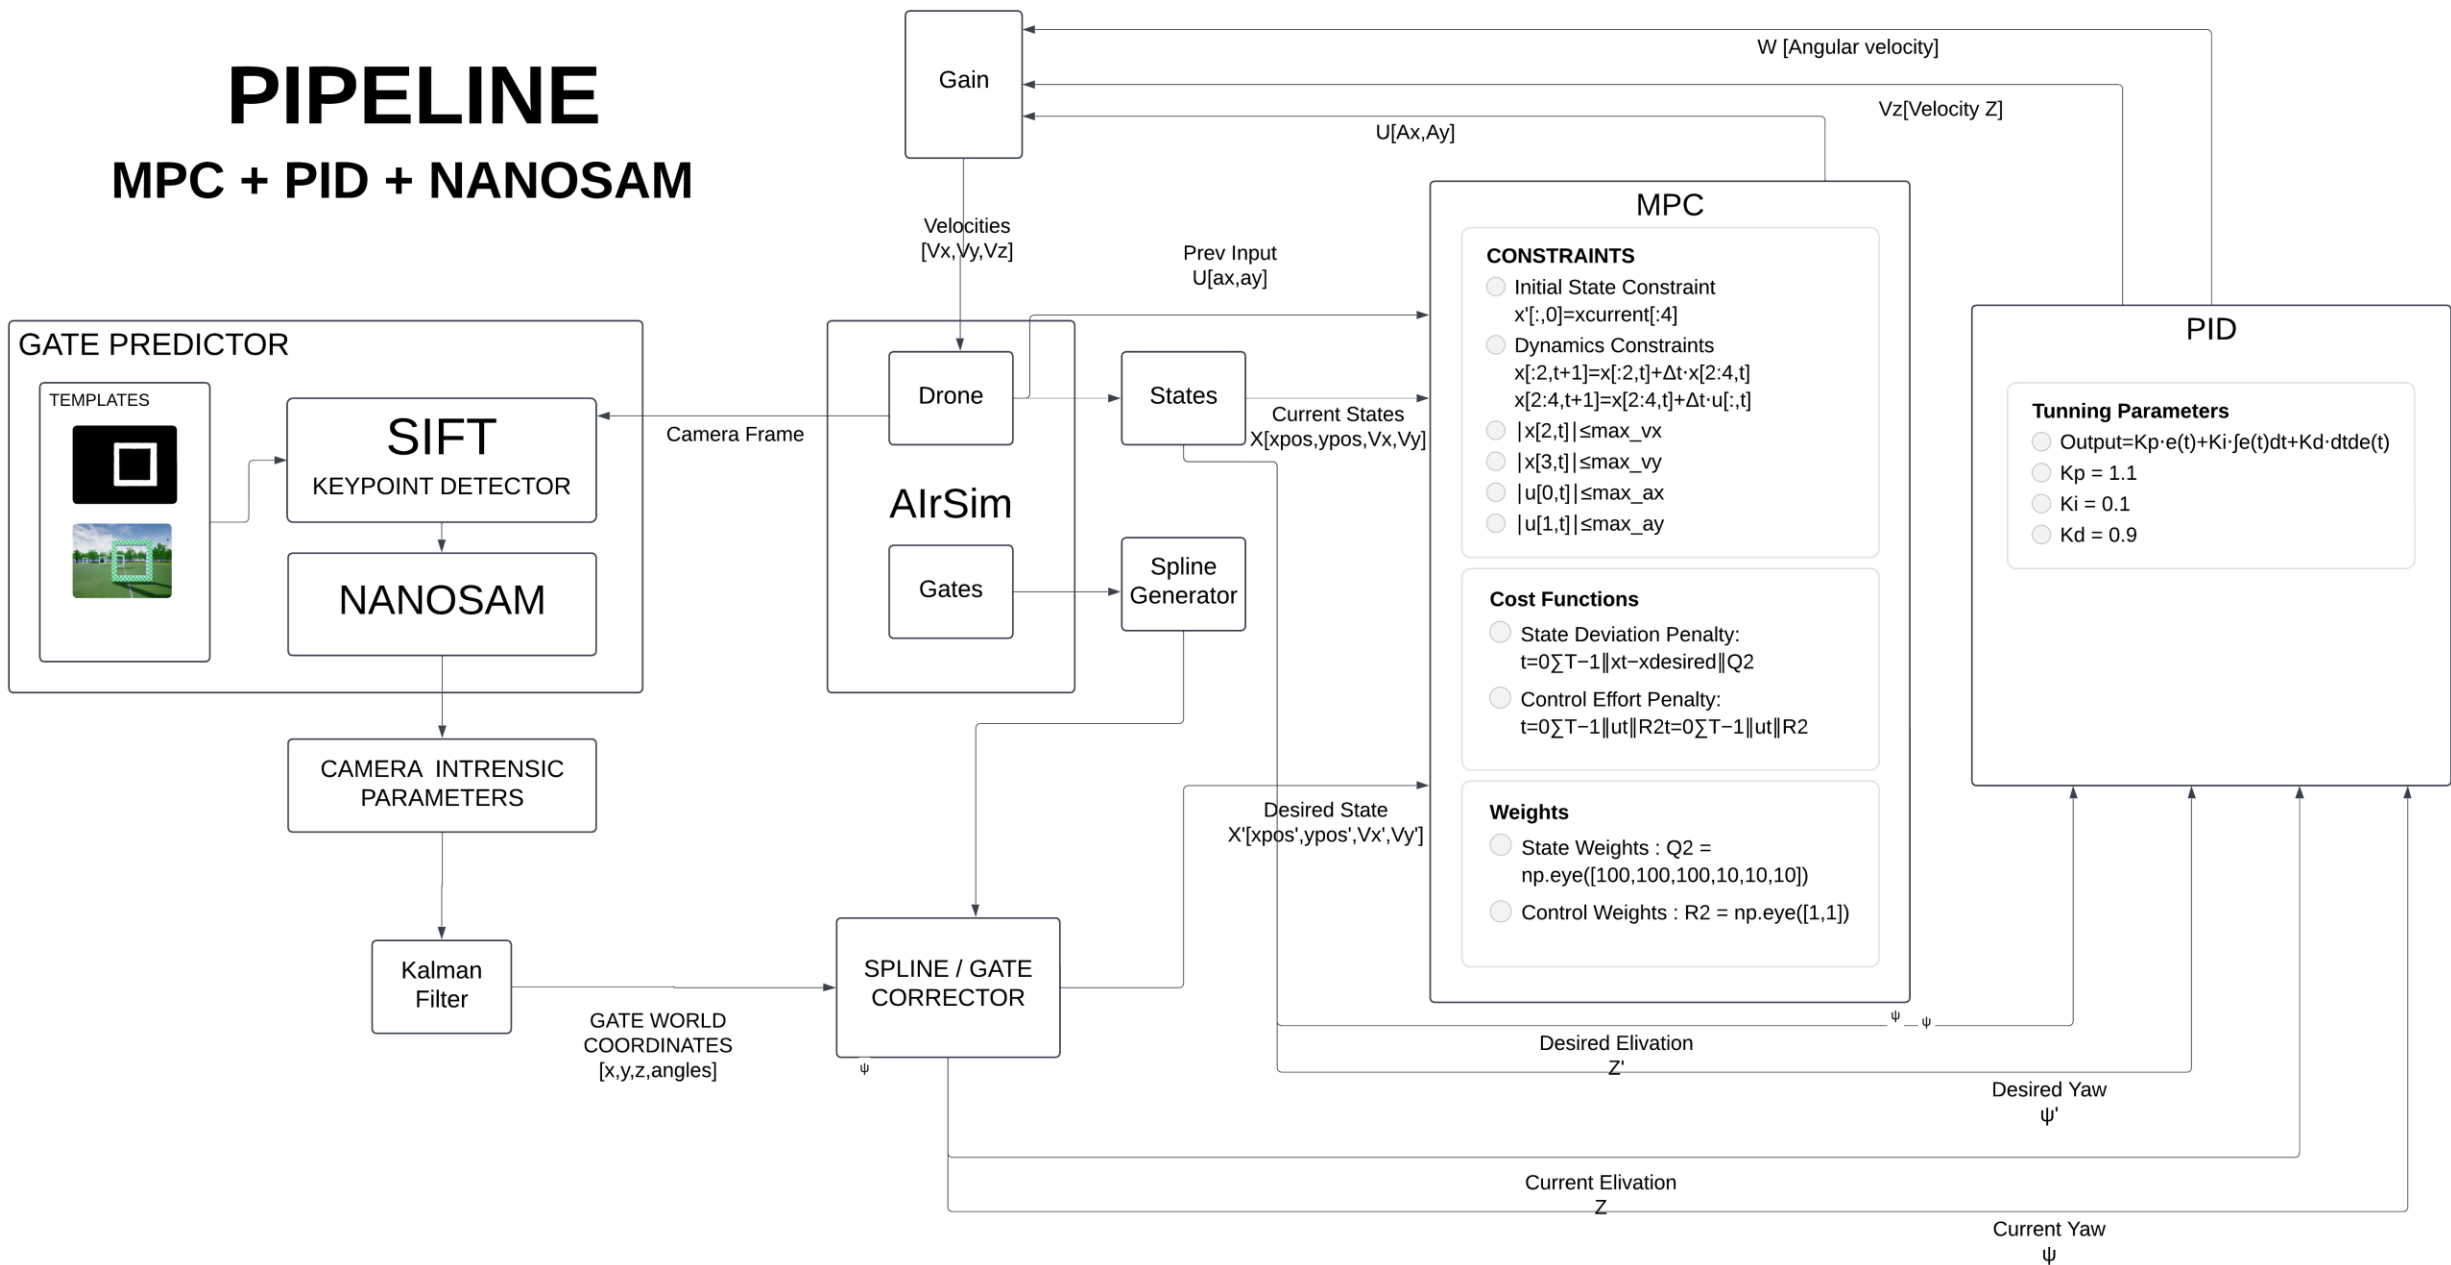 PIPELINE
MPC + PID + NANOSAM
Gain
W [Angular velocity]
Vz[Velocity Z]
U[Ax,Ay]
Velocities
[Vx,Vy,Vz]
Prev Input
U[ax,ay]
GATE PREDICTOR
TEMPLATES
SIFT
KEYPOINT DETECTOR
NANOSAM
Camera Frame
Drone
AIrSim
Gates
States
Current States
X[xpos,ypos,Vx,Vy]
Spline
Generator
CAMERA  INTRENSIC
PARAMETERS
Kalman
Filter
GATE WORLD
COORDINATES
[x,y,z,angles]
SPLINE / GATE
CORRECTOR
ψ
Desired State
X'[xpos',ypos',Vx',Vy']
MPC
CONSTRAINTS
Initial State Constraint
x'[:,0]=xcurrent[:4]
Dynamics Constraints
x[:2,t+1]=x[:2,t]+Δt⋅x[2:4,t]
x[2:4,t+1]=x[2:4,t]+Δt⋅u[:,t]
∣x[2,t]∣≤max_vx
∣x[3,t]∣≤max_vy
∣u[0,t]∣≤max_ax
∣u[1,t]∣≤max_ay
Cost Functions
State Deviation Penalty:
t=0∑T−1∥xt−xdesired∥Q2
Control Effort Penalty:
t=0∑T−1∥ut∥R2t=0∑T−1∥ut∥R2
Weights
State Weights : Q2 =
np.eye([100,100,100,10,10,10])
Control Weights : R2 = np.eye([1,1])
PID
Tunning Parameters
Output=Kp⋅e(t)+Ki⋅∫e(t)dt+Kd⋅dtde(t)
Kp = 1.1
Ki = 0.1
Kd = 0.9
ψ ψ
Desired Elivation
Z'
Desired Yaw
ψ'
Current Elivation
Z
Current Yaw
ψ